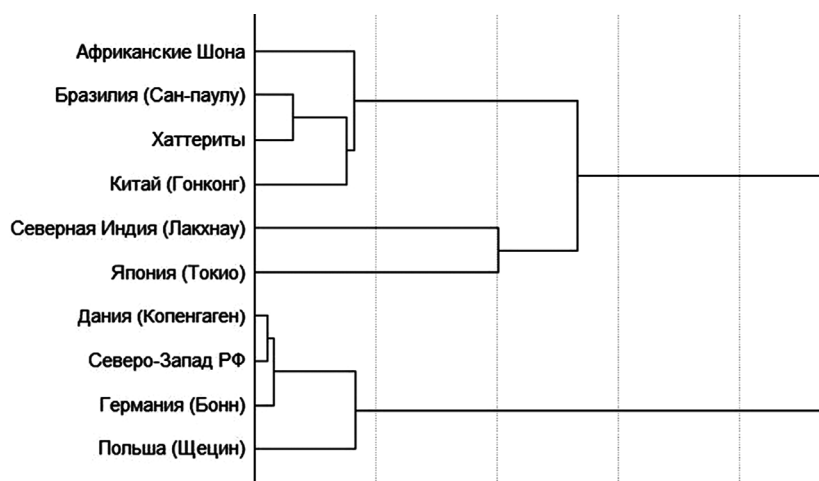 Африканские Шона
Бразилия (Сан-паулу)
Хаттериты
Китай (Гонконг)
Северная Индия (Лакхнау)
Япония (Токио)
Дания (Копенгаген)
Северо-Запад РФ
Германия (Бонн)
Польша (Щецин)